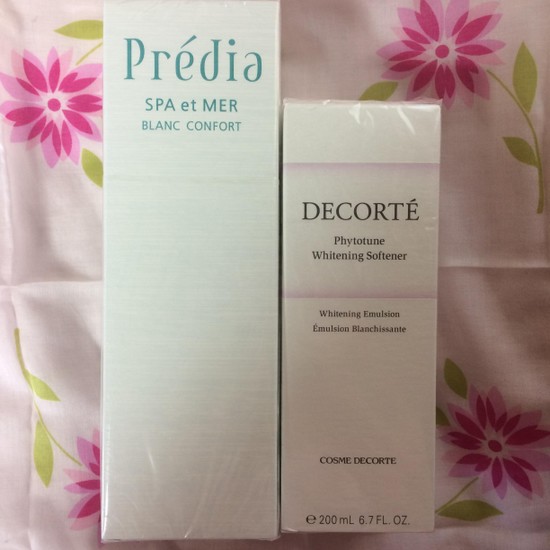 Prédia
SPA et MER
BLANC CONFORT
DECORTÉ
Phytotune
Whitening Softener
Whitening Emulsion
Émulsion Blanchissante
COSME DECORTE
℮ 200 mL 6.7 FL. OZ.